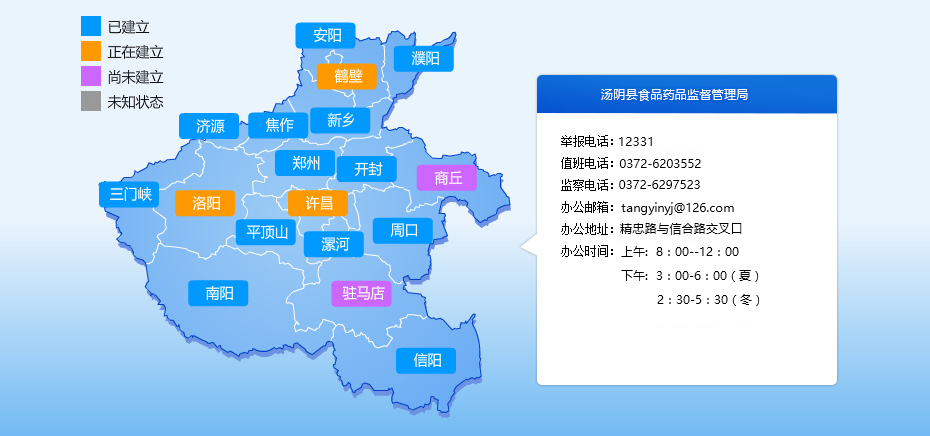 已建立
正在建立
尚未建立
未知状态
安阳
濮阳
鹤壁
济源
焦作
新乡
郑州
开封
商丘
三门峡
洛阳
许昌
平顶山
漯河
周口
南阳
驻马店
信阳
汤阴县食品药品监督管理局
举报电话：12331
值班电话：0372-6203552
监察电话：0372-6297523
办公邮箱：tangyinyj@126.com
办公地址：精忠路与信合路交叉口
办公时间：上午：8：00--12：00
下午：3：00-6：00（夏）
2：30-5：30（冬）